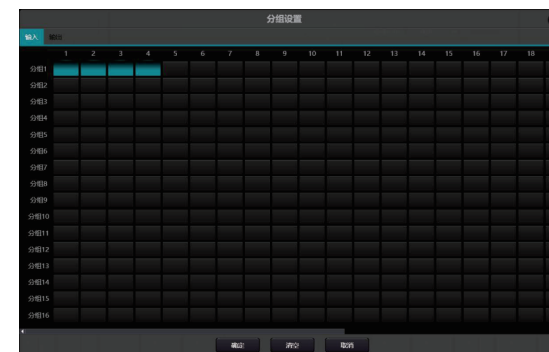 分组设置
输入 输出
1 2 3 4 5 6 7 8 9 10 11 12 13 14 15 16 17 18
分组1
分组2
分组3
分组4
分组5
分组6
分组7
分组8
分组9
分组10
分组11
分组12
分组13
分组14
分组15
分组16
确定 清空 取消